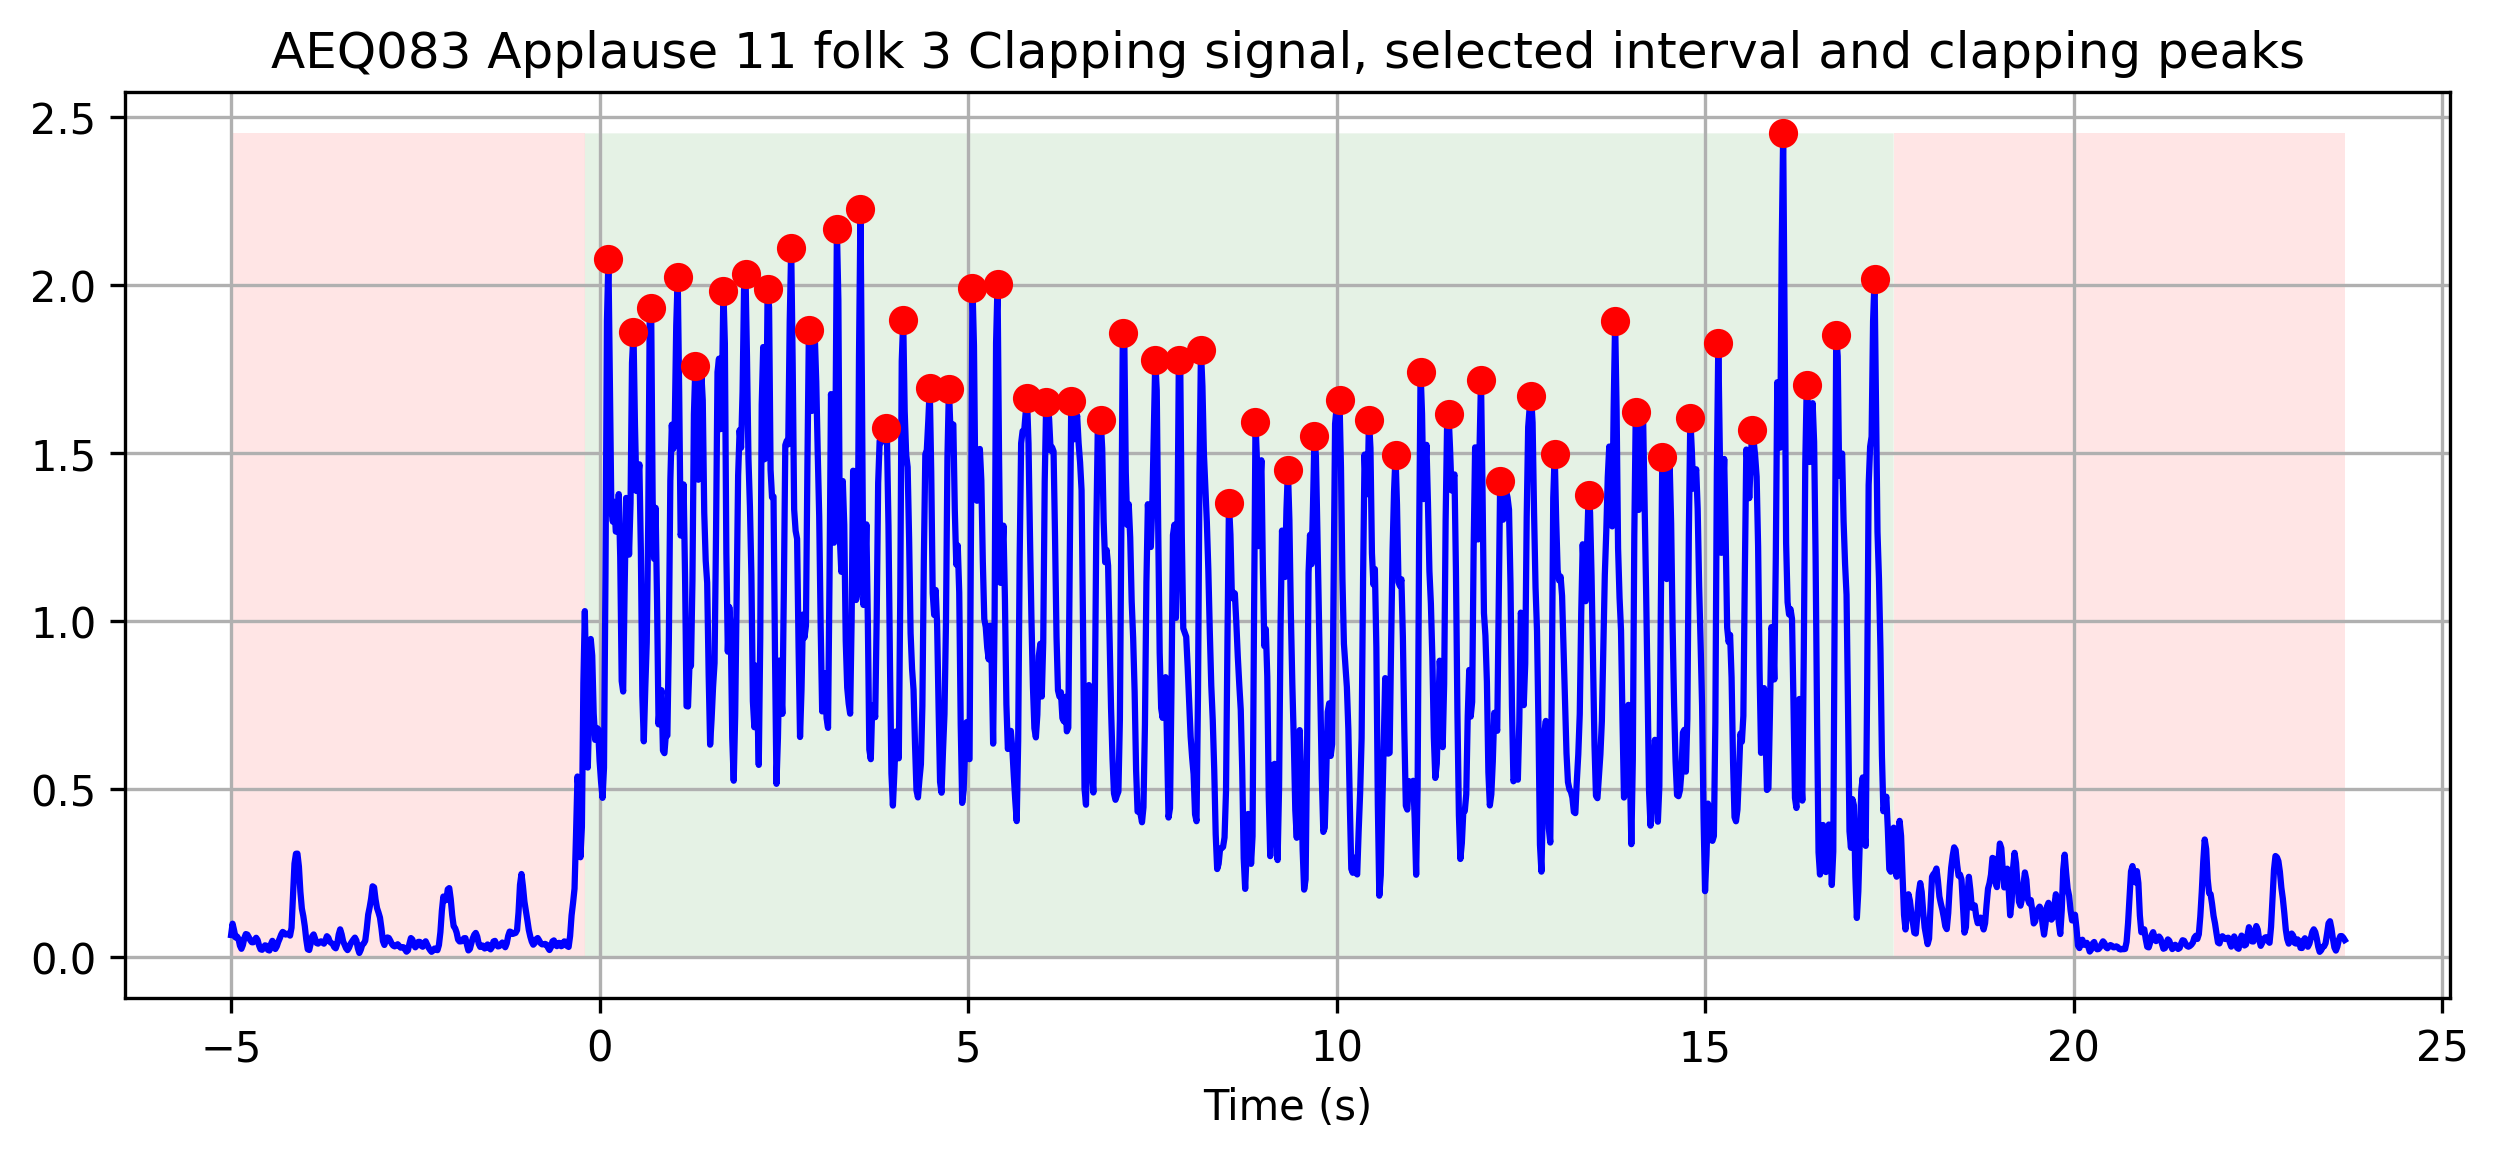 AEQ083 Applause 11 folk 3 Clapping signal, selected interval and clapping peaks
2.5
2.0
1.5
1.0
0.5
0.0
−5 0 5 10 15 20 25
Time (s)